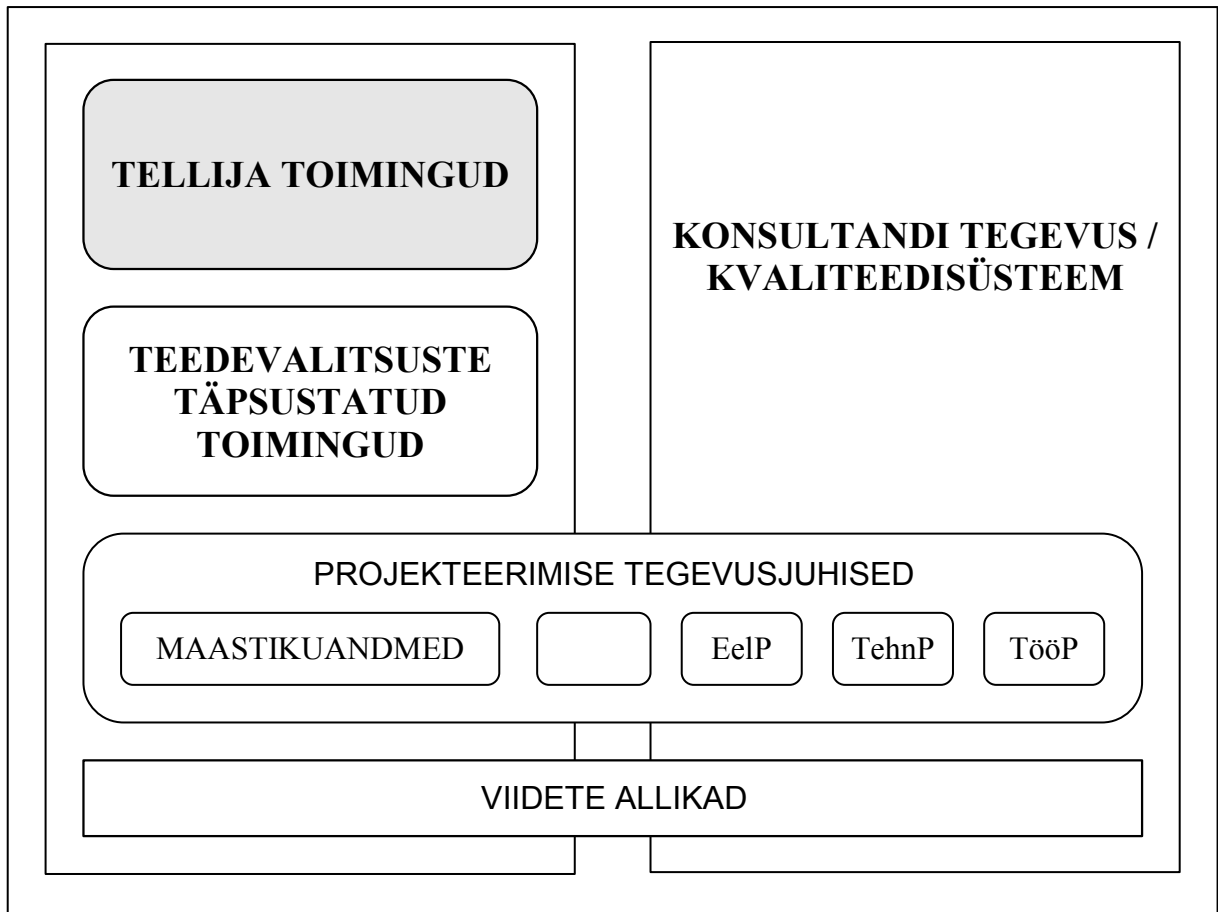 TELLIJA TOIMINGUD
TEEDEVALITSUSTE
TÄPSUSTATUD
TOIMINGUD
KONSULTANDI TEGEVUS /
KVALITEEDISÜSTEEM
PROJEKTEERIMISE TEGEVUSJUHISED
MAASTIKUANDMED
EelP
TehnP
TööP
VIIDETE ALLIKAD